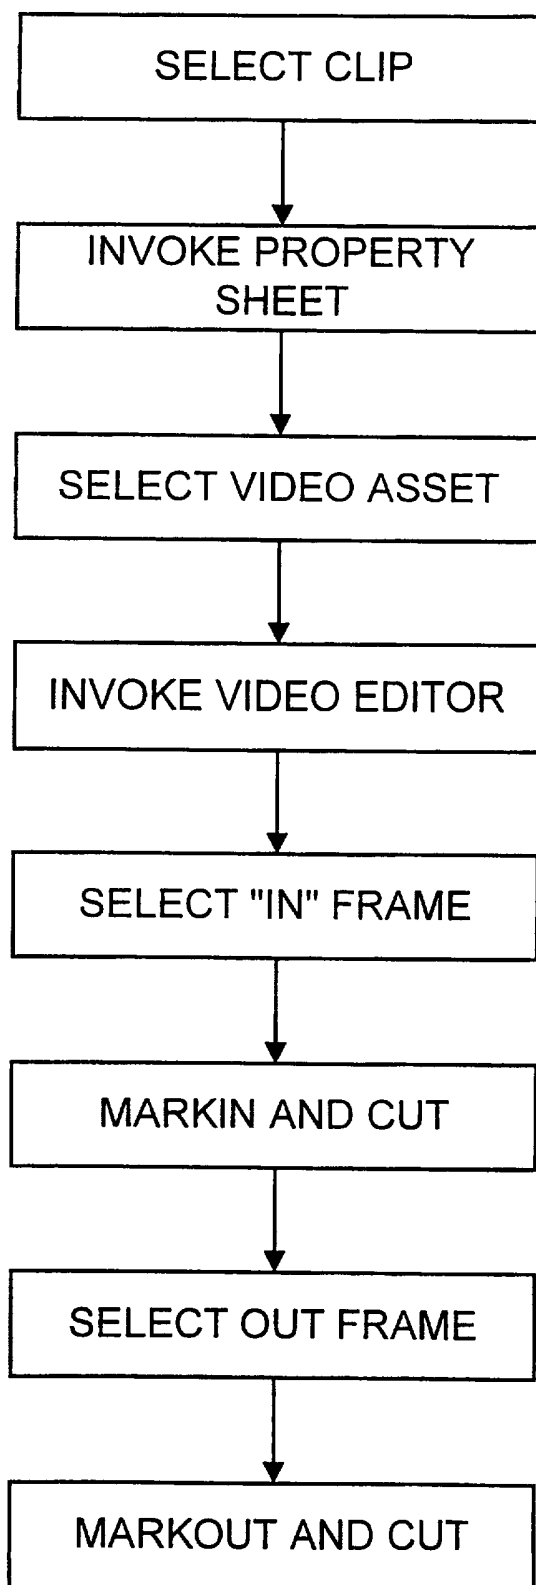 SELECT CLIP
INVOKE PROPERTY
SHEET
SELECT VIDEO ASSET
INVOKE VIDEO EDITOR
SELECT "IN" FRAME
MARKIN AND CUT
SELECT OUT FRAME
MARKOUT AND CUT